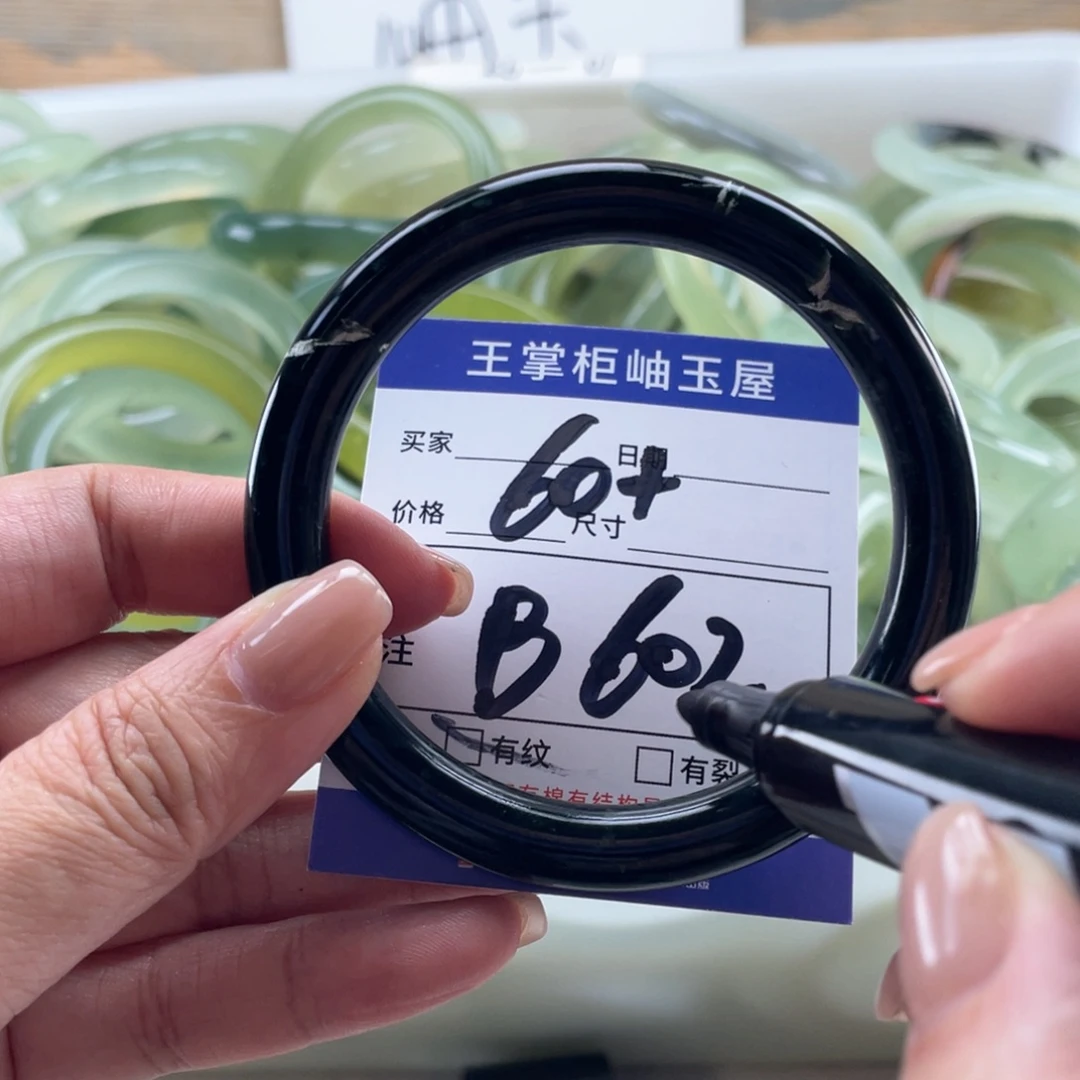 王掌柜岫玉屋
60+
买家 日期
价格 尺寸
注 B602
有纹 有裂